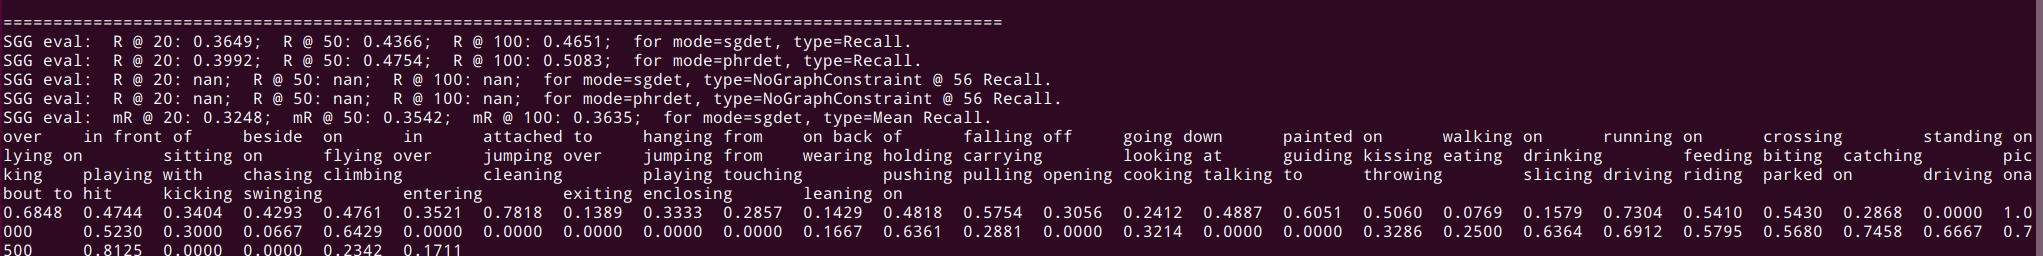 ====================================================================================================
SGG eval:  R @ 20: 0.3649;  R @ 50: 0.4366;  R @ 100: 0.4651;  for mode=sgdet, type=Recall.
SGG eval:  R @ 20: 0.3992;  R @ 50: 0.4754;  R @ 100: 0.5083;  for mode=phrdet, type=Recall.
SGG eval:  R @ 20: nan;  R @ 50: nan;  R @ 100: nan;  for mode=sgdet, type=NoGraphConstraint @ 56 Recall.
SGG eval:  R @ 20: nan;  R @ 50: nan;  R @ 100: nan;  for mode=phrdet, type=NoGraphConstraint @ 56 Recall.
SGG eval:  mR @ 20: 0.3248;  mR @ 50: 0.3542;  mR @ 100: 0.3635;  for mode=sgdet, type=Mean Recall.
over    in front of     beside  on      in      attached to     hanging from    on back of      falling off     going down      painted on      walking on      running on      crossing        standing on
lying on        sitting on      flying over     jumping over    jumping from    wearing holding carrying        looking at      guiding kissing eating  drinking        feeding biting  catching        pic
king    playing with    chasing climbing        cleaning        playing touching        pushing pulling opening cooking talking to      throwing        slicing driving riding  parked on       driving ona
bout to hit     kicking swinging        entering        exiting enclosing       leaning on
0.6848  0.4744  0.3404  0.4293  0.4761  0.3521  0.7818  0.1389  0.3333  0.2857  0.1429  0.4818  0.5754  0.3056  0.2412  0.4887  0.6051  0.5060  0.0769  0.1579  0.7304  0.5410  0.5430  0.2868  0.0000  1.0
000     0.5230  0.3000  0.0667  0.6429  0.0000  0.0000  0.0000  0.0000  0.0000  0.1667  0.6361  0.2881  0.0000  0.3214  0.0000  0.0000  0.3286  0.2500  0.6364  0.6912  0.5795  0.5680  0.7458  0.6667  0.7
500     0.8125  0.0000  0.0000  0.2342  0.1711